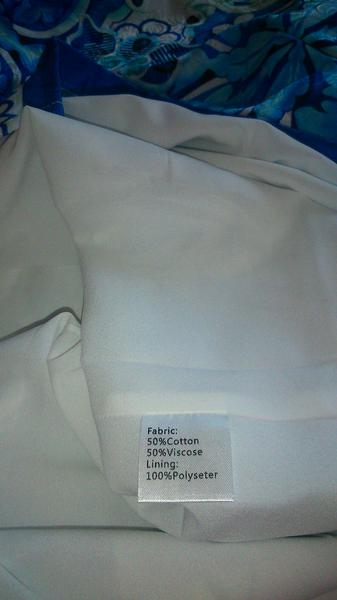 Fabric:
50%Cotton
50%Viscose
Lining:
100%Polyseter